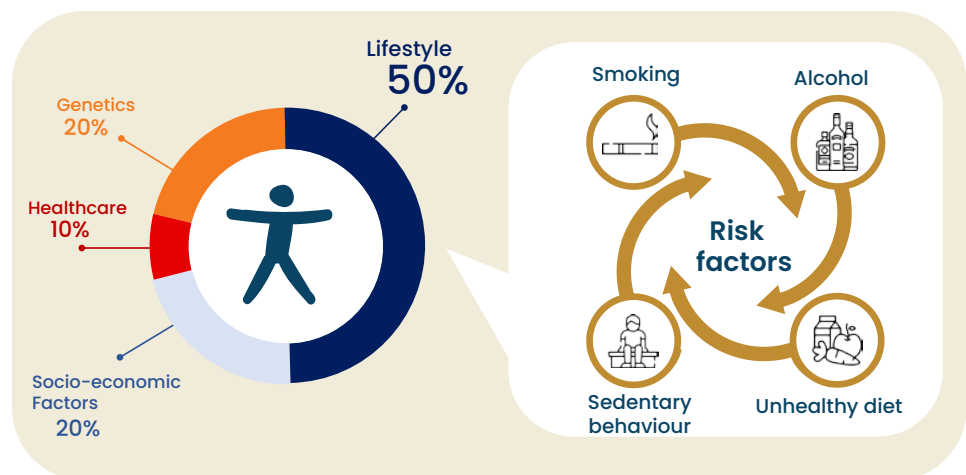 Lifestyle
50%
Genetics
20%
Healthcare
10%
Socio-economic
Factors
20%
Smoking
Alcohol
Risk
factors
Sedentary
behaviour
Unhealthy diet